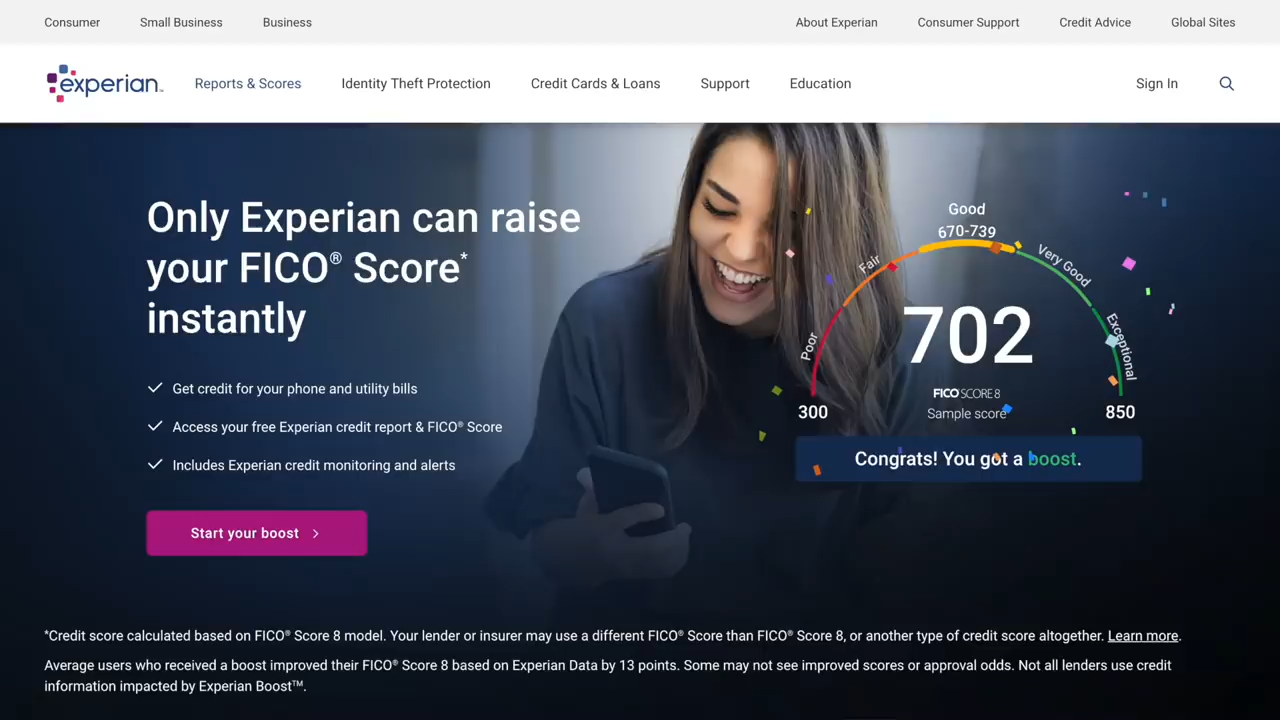 Consumer Small Business Business About Experian Consumer Support Credit Advice Global Sites
experian™ Reports & Scores Identity Theft Protection Credit Cards & Loans Support Education Sign In
Only Experian can raise
your FICO® Score*
instantly
Get credit for your phone and utility bills
Access your free Experian credit report & FICO® Score
Includes Experian credit monitoring and alerts
Start your boost
Good
670-739
Poor
Fair
Very Good
Exceptional
702
FICO SCORE 8
300 Sample score 850
Congrats! You got a boost.
*Credit score calculated based on FICO® Score 8 model. Your lender or insurer may use a different FICO® Score than FICO® Score 8, or another type of credit score altogether. Learn more.
Average users who received a boost improved their FICO® Score 8 based on Experian Data by 13 points. Some may not see improved scores or approval odds. Not all lenders use credit
information impacted by Experian Boost™.